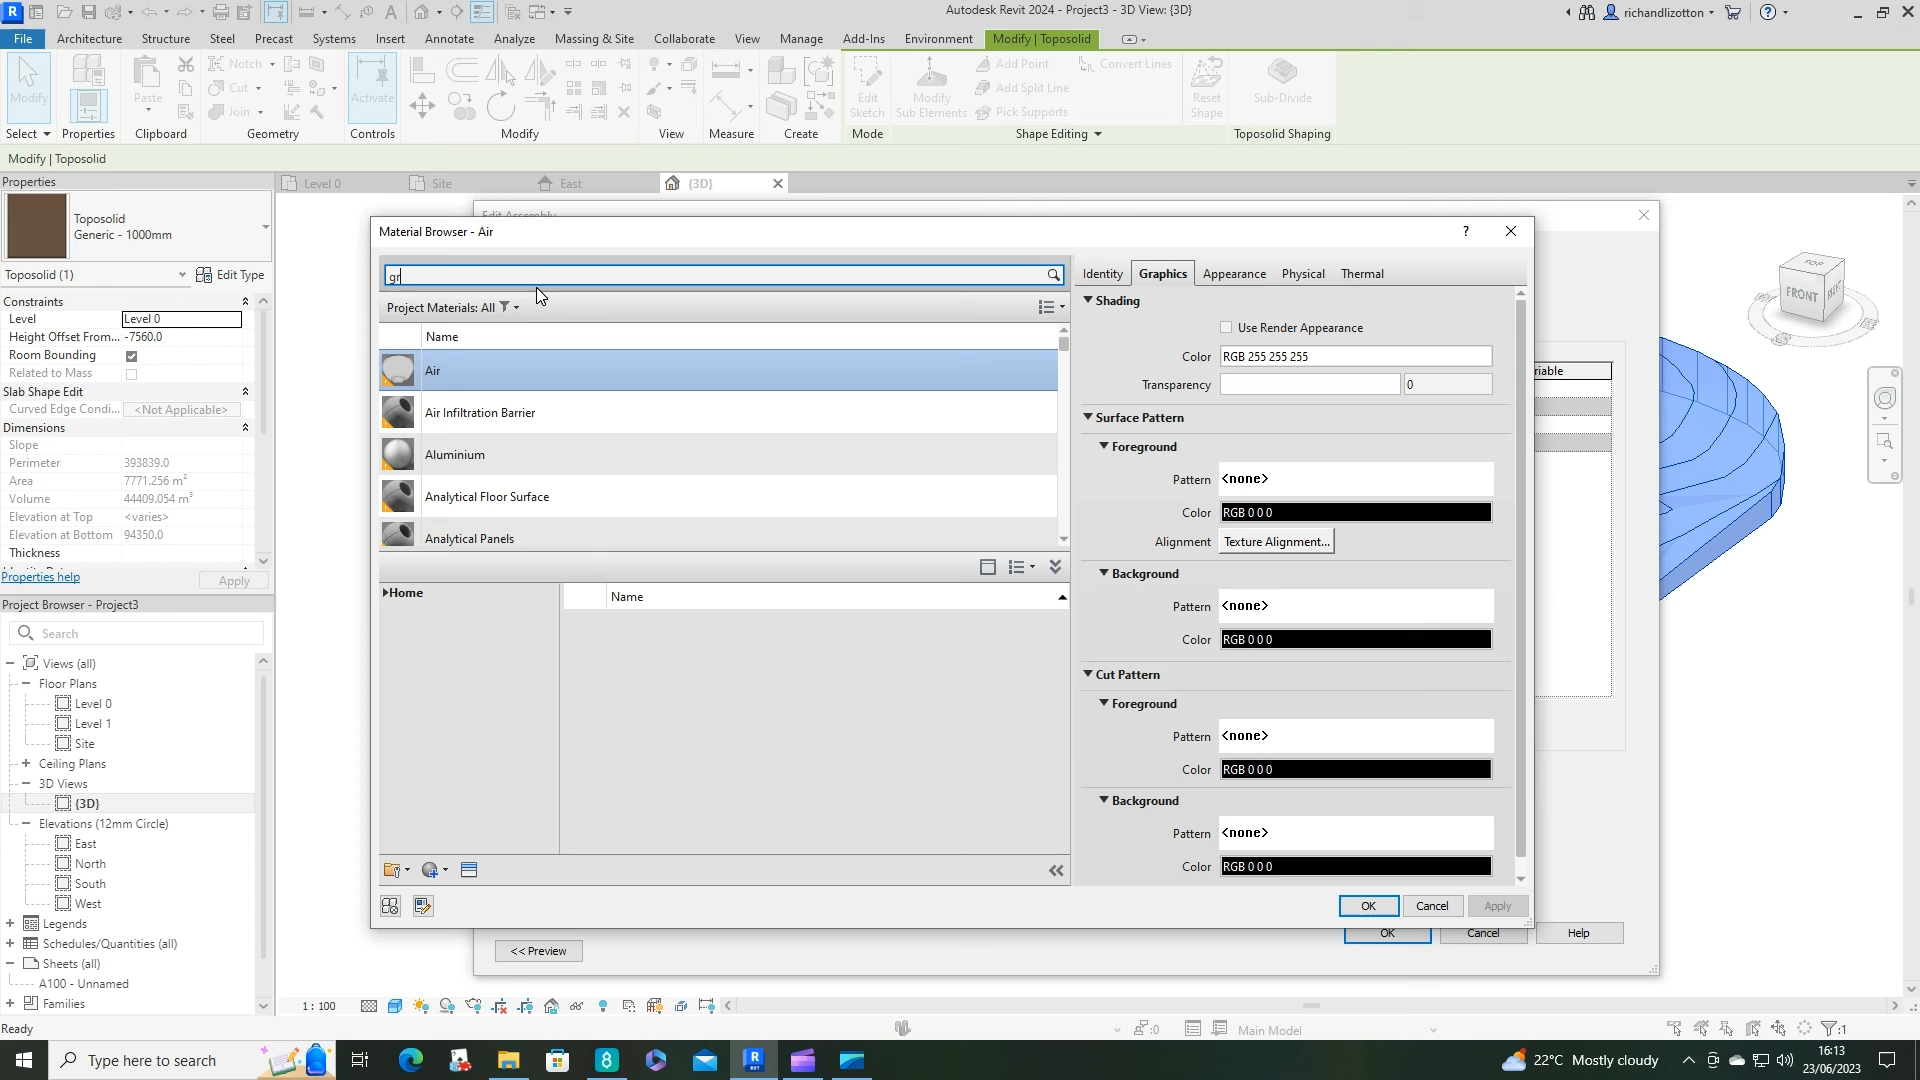 Autodesk Revit 2024 - Project3 - 3D View: {3D}
richandlizotton
File Architecture Structure Steel Precast Systems Insert Annotate Analyze Massing & Site Collaborate View Manage Add-Ins Environment Modify | Toposolid
Modify
Paste
Notch
Cut
Join
Activate
Edit Sketch
Modify Sub Elements
Add Point
Add Split Line
Pick Supports
Convert Lines
Reset Shape
Sub-Divide
Select Properties Clipboard Geometry Controls Modify View Measure Create Mode Shape Editing Toposolid Shaping
Modify | Toposolid
Properties
Level 0
Site
East
{3D}
Toposolid
Generic - 1000mm
Toposolid (1)
Edit Type
Constraints
Level Level 0
Height Offset From... -7560.0
Room Bounding
Related to Mass
Slab Shape Edit
Curved Edge Condi... <Not Applicable>
Dimensions
Slope
Perimeter 393839.0
Area 7771.256 m²
Volume 44409.054 m³
Elevation at Top <varies>
Elevation at Bottom 94350.0
Thickness
Properties help
Apply
Project Browser - Project3
Search
Views (all)
Floor Plans
Level 0
Level 1
Site
Ceiling Plans
3D Views
{3D}
Elevations (12mm Circle)
East
North
South
West
Legends
Schedules/Quantities (all)
Sheets (all)
A100 - Unnamed
Families
Edit Assembly
Material Browser - Air
?
gr
Project Materials: All
Name
Air
Air Infiltration Barrier
Aluminium
Analytical Floor Surface
Analytical Panels
Home
Name
Identity Graphics Appearance Physical Thermal
Shading
Use Render Appearance
Color RGB 255 255 255
Transparency 0
Surface Pattern
Foreground
Pattern <none>
Color RGB 0 0 0
Alignment Texture Alignment...
Background
Pattern <none>
Color RGB 0 0 0
Cut Pattern
Foreground
Pattern <none>
Color RGB 0 0 0
Background
Pattern <none>
Color RGB 0 0 0
OK Cancel Apply
riable
<< Preview
OK Cancel Help
TOP
FRONT
RIGHT
1 : 100
Ready
:0
Main Model
:1
Type here to search
22°C Mostly cloudy
16:13
23/06/2023